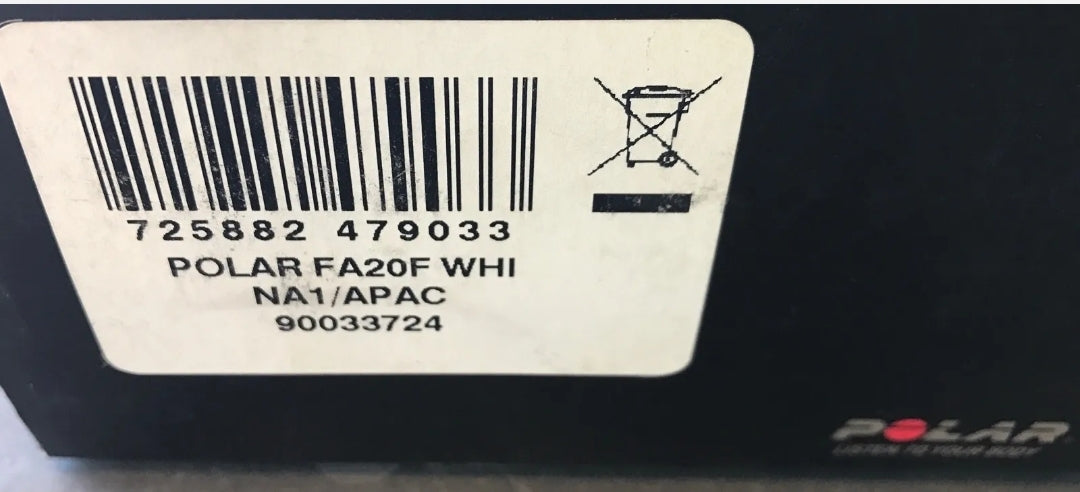 725882 479033
POLAR FA20F WHI
NA1/APAC
90033724
POLAR
LISTEN TO YOUR BODY